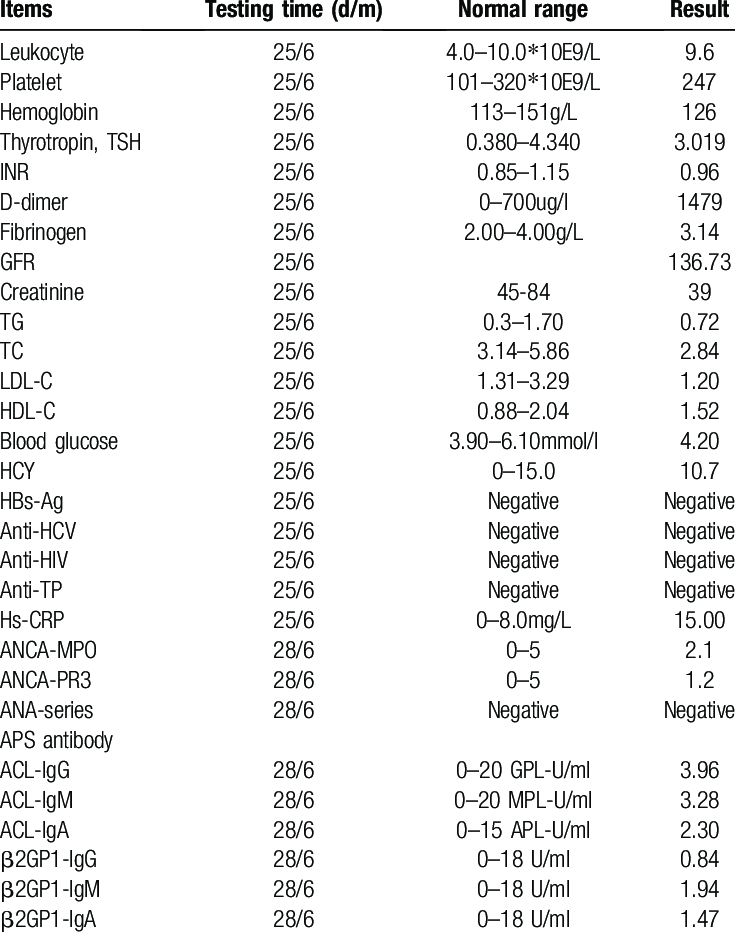 Items Testing time (d/m) Normal range Result
Leukocyte 25/6 4.0–10.0*10E9/L 9.6
Platelet 25/6 101–320*10E9/L 247
Hemoglobin 25/6 113–151g/L 126
Thyrotropin, TSH 25/6 0.380–4.340 3.019
INR 25/6 0.85–1.15 0.96
D-dimer 25/6 0–700ug/l 1479
Fibrinogen 25/6 2.00–4.00g/L 3.14
GFR 25/6 136.73
Creatinine 25/6 45-84 39
TG 25/6 0.3–1.70 0.72
TC 25/6 3.14–5.86 2.84
LDL-C 25/6 1.31–3.29 1.20
HDL-C 25/6 0.88–2.04 1.52
Blood glucose 25/6 3.90–6.10mmol/l 4.20
HCY 25/6 0–15.0 10.7
HBs-Ag 25/6 Negative Negative
Anti-HCV 25/6 Negative Negative
Anti-HIV 25/6 Negative Negative
Anti-TP 25/6 Negative Negative
Hs-CRP 25/6 0–8.0mg/L 15.00
ANCA-MPO 28/6 0–5 2.1
ANCA-PR3 28/6 0–5 1.2
ANA-series 28/6 Negative Negative
APS antibody
ACL-IgG 28/6 0–20 GPL-U/ml 3.96
ACL-IgM 28/6 0–20 MPL-U/ml 3.28
ACL-IgA 28/6 0–15 APL-U/ml 2.30
β2GP1-IgG 28/6 0–18 U/ml 0.84
β2GP1-IgM 28/6 0–18 U/ml 1.94
β2GP1-IgA 28/6 0–18 U/ml 1.47